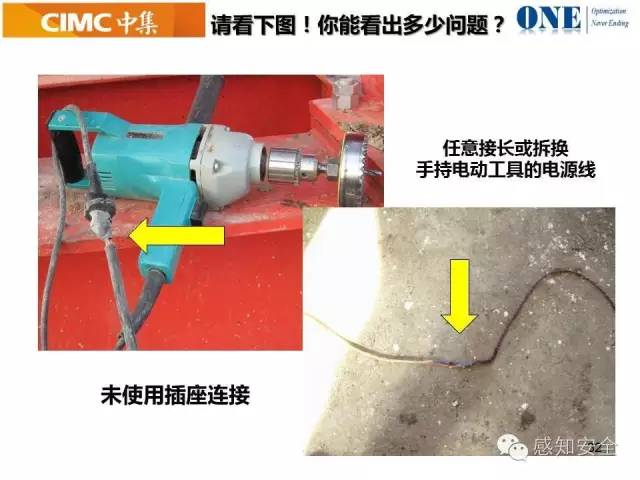 CIMC中集
请看下图！你能看出多少问题？
ONE
Optimization
Never Ending
任意接长或拆换
手持电动工具的电源线
未使用插座连接
感知安全
32